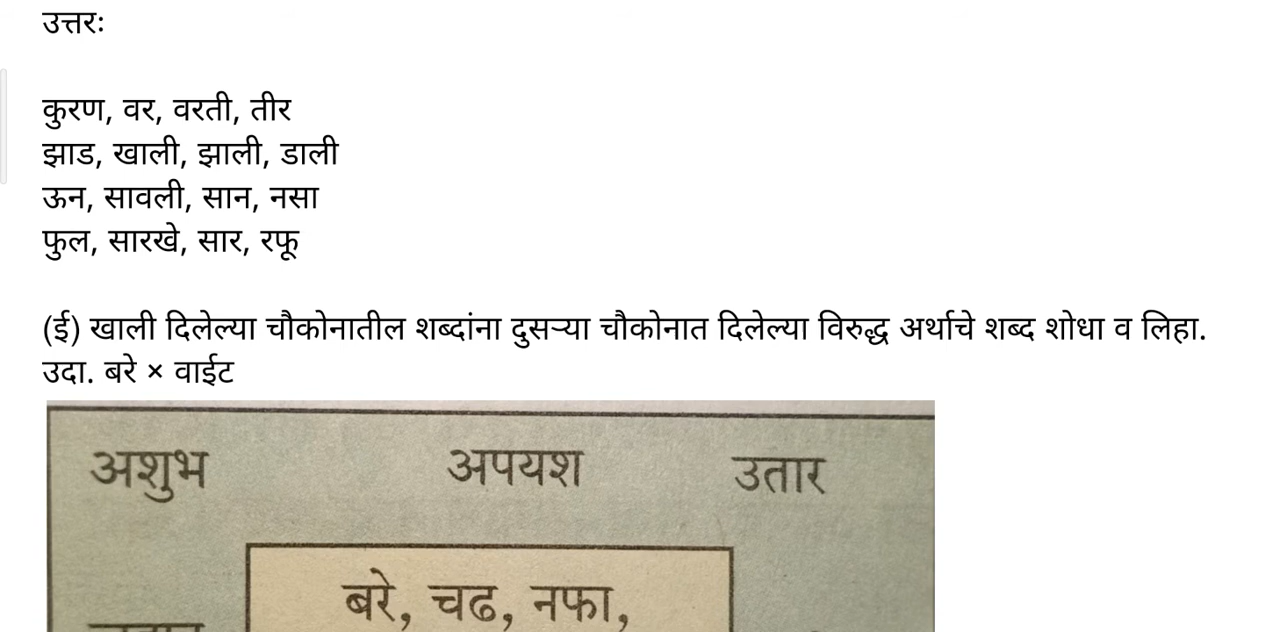 उत्तरः
कुरण, वर, वरती, तीर
झाड, खाली, झाली, डाली
ऊन, सावली, सान, नसा
फुल, सारखे, सार, रफू
(ई) खाली दिलेल्या चौकोनातील शब्दांना दुसऱ्या चौकोनात दिलेल्या विरुद्ध अर्थाचे शब्द शोधा व लिहा.
उदा. बरे × वाईट
अशुभ अपयश उतार
बरे, चढ, नफा,